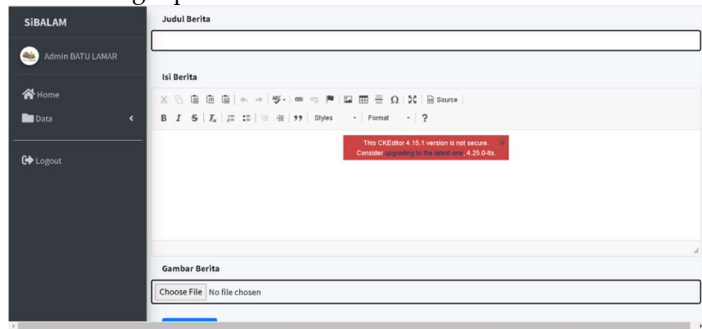 SiBALAM
Judul Berita
Admin BATU LAMAR
Isi Berita
Home
Source
Data
B I S Tx Styles Format ?
This CKEditor 4.15.1 version is not secure.
Consider upgrading to the latest one, 4.25.0-lts.
Logout
Gambar Berita
Choose File No file chosen